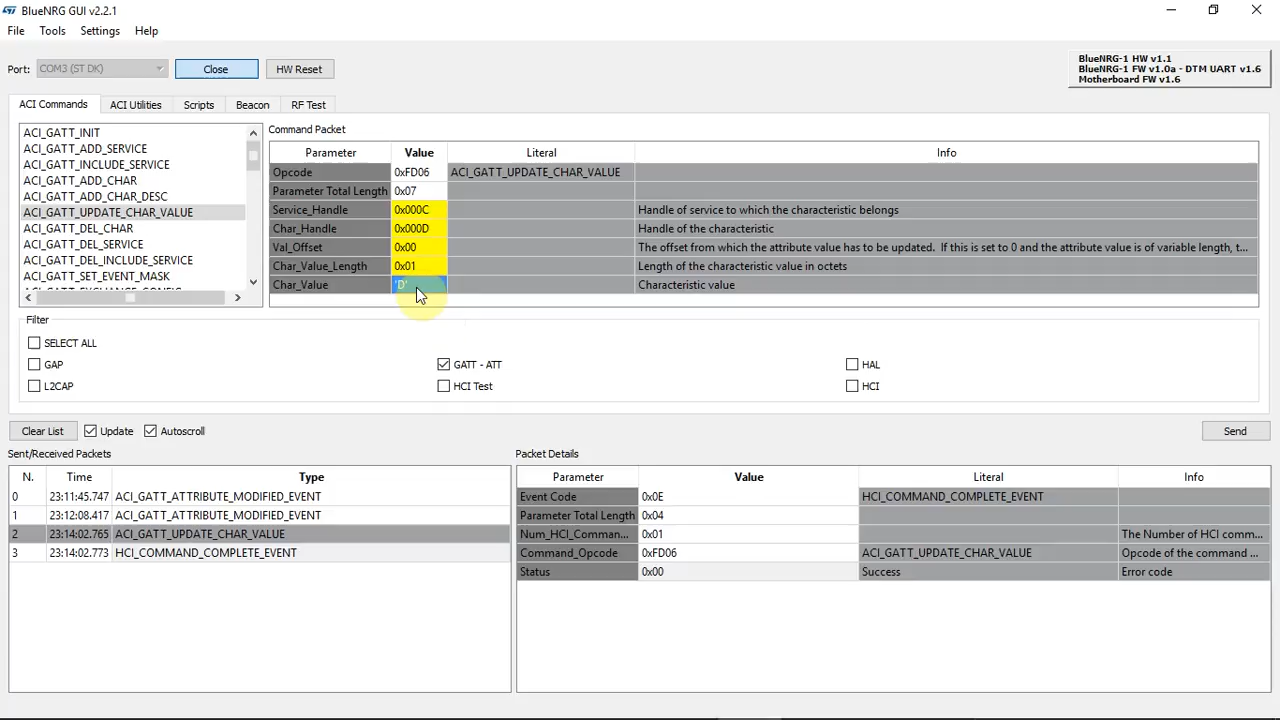 BlueNRG GUI v2.2.1
File Tools Settings Help
Port: COM3 (ST DK) Close HW Reset
BlueNRG-1 HW v1.1
BlueNRG-1 FW v1.0a - DTM UART v1.6
Motherboard FW v1.6
ACI Commands ACI Utilities Scripts Beacon RF Test
ACI_GATT_INIT
ACI_GATT_ADD_SERVICE
ACI_GATT_INCLUDE_SERVICE
ACI_GATT_ADD_CHAR
ACI_GATT_ADD_CHAR_DESC
ACI_GATT_UPDATE_CHAR_VALUE
ACI_GATT_DEL_CHAR
ACI_GATT_DEL_SERVICE
ACI_GATT_DEL_INCLUDE_SERVICE
ACI_GATT_SET_EVENT_MASK
ACI_GATT_EXCHANGE_CONFIG
Command Packet
Parameter Value Literal Info
Opcode 0xFD06 ACI_GATT_UPDATE_CHAR_VALUE
Parameter Total Length 0x07
Service_Handle 0x000C Handle of service to which the characteristic belongs
Char_Handle 0x000D Handle of the characteristic
Val_Offset 0x00 The offset from which the attribute value has to be updated.  If this is set to 0 and the attribute value is of variable length, t...
Char_Value_Length 0x01 Length of the characteristic value in octets
Char_Value 'D' Characteristic value
Filter
SELECT ALL
GAP GATT - ATT HAL
L2CAP HCI Test HCI
Clear List Update Autoscroll Send
Sent/Received Packets
N. Time Type
0 23:11:45.747 ACI_GATT_ATTRIBUTE_MODIFIED_EVENT
1 23:12:08.417 ACI_GATT_ATTRIBUTE_MODIFIED_EVENT
2 23:14:02.765 ACI_GATT_UPDATE_CHAR_VALUE
3 23:14:02.773 HCI_COMMAND_COMPLETE_EVENT
Packet Details
Parameter Value Literal Info
Event Code 0x0E HCI_COMMAND_COMPLETE_EVENT
Parameter Total Length 0x04
Num_HCI_Comman... 0x01 The Number of HCI comm...
Command_Opcode 0xFD06 ACI_GATT_UPDATE_CHAR_VALUE Opcode of the command ...
Status 0x00 Success Error code